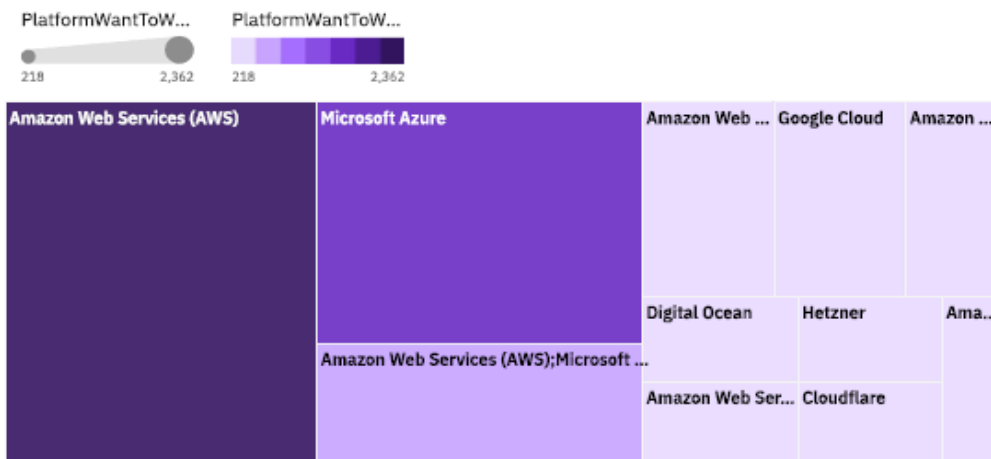 PlatformWantToW... PlatformWantToW...
218 2,362 218 2,362
Amazon Web Services (AWS)
Microsoft Azure
Amazon Web ...
Google Cloud
Amazon ...
Amazon Web Services (AWS);Microsoft ...
Digital Ocean
Hetzner
Ama...
Amazon Web Ser...
Cloudflare